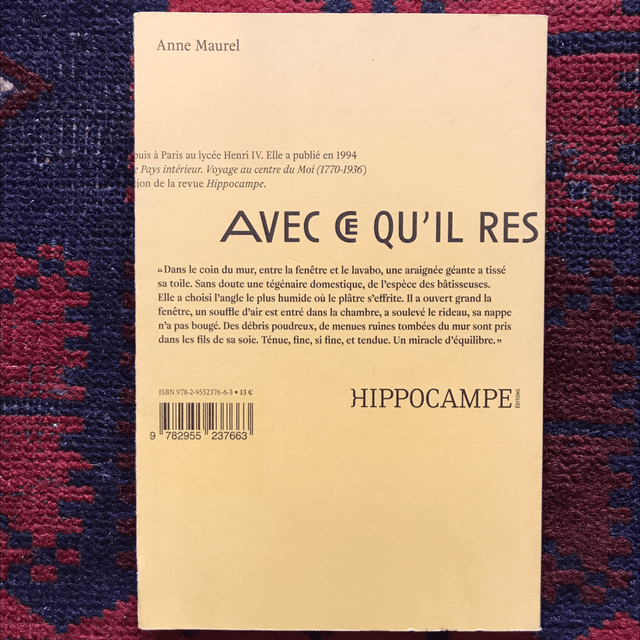 Anne Maurel
puis à Paris au lycée Henri IV. Elle a publié en 1994
Pays intérieur. Voyage au centre du Moi (1770-1936)
tion de la revue Hippocampe.
AVEC CE QU'IL RES
“ Dans le coin du mur, entre la fenêtre et le lavabo, une araignée géante a tissé
sa toile. Sans doute une tégénaire domestique, de l'espèce des bâtisseuses.
Elle a choisi l'angle le plus humide où le plâtre s'effrite. Il a ouvert grand la
fenêtre, un souffle d'air est entré dans la chambre, a soulevé le rideau, sa nappe
n'a pas bougé. Des débris poudreux, de menues ruines tombées du mur sont pris
dans les fils de sa soie. Ténue, fine, si fine, et tendue. Un miracle d'équilibre. ”
ISBN 978-2-9552376-6-3 • 13 €
HIPPOCAMPE
9 782955 237663